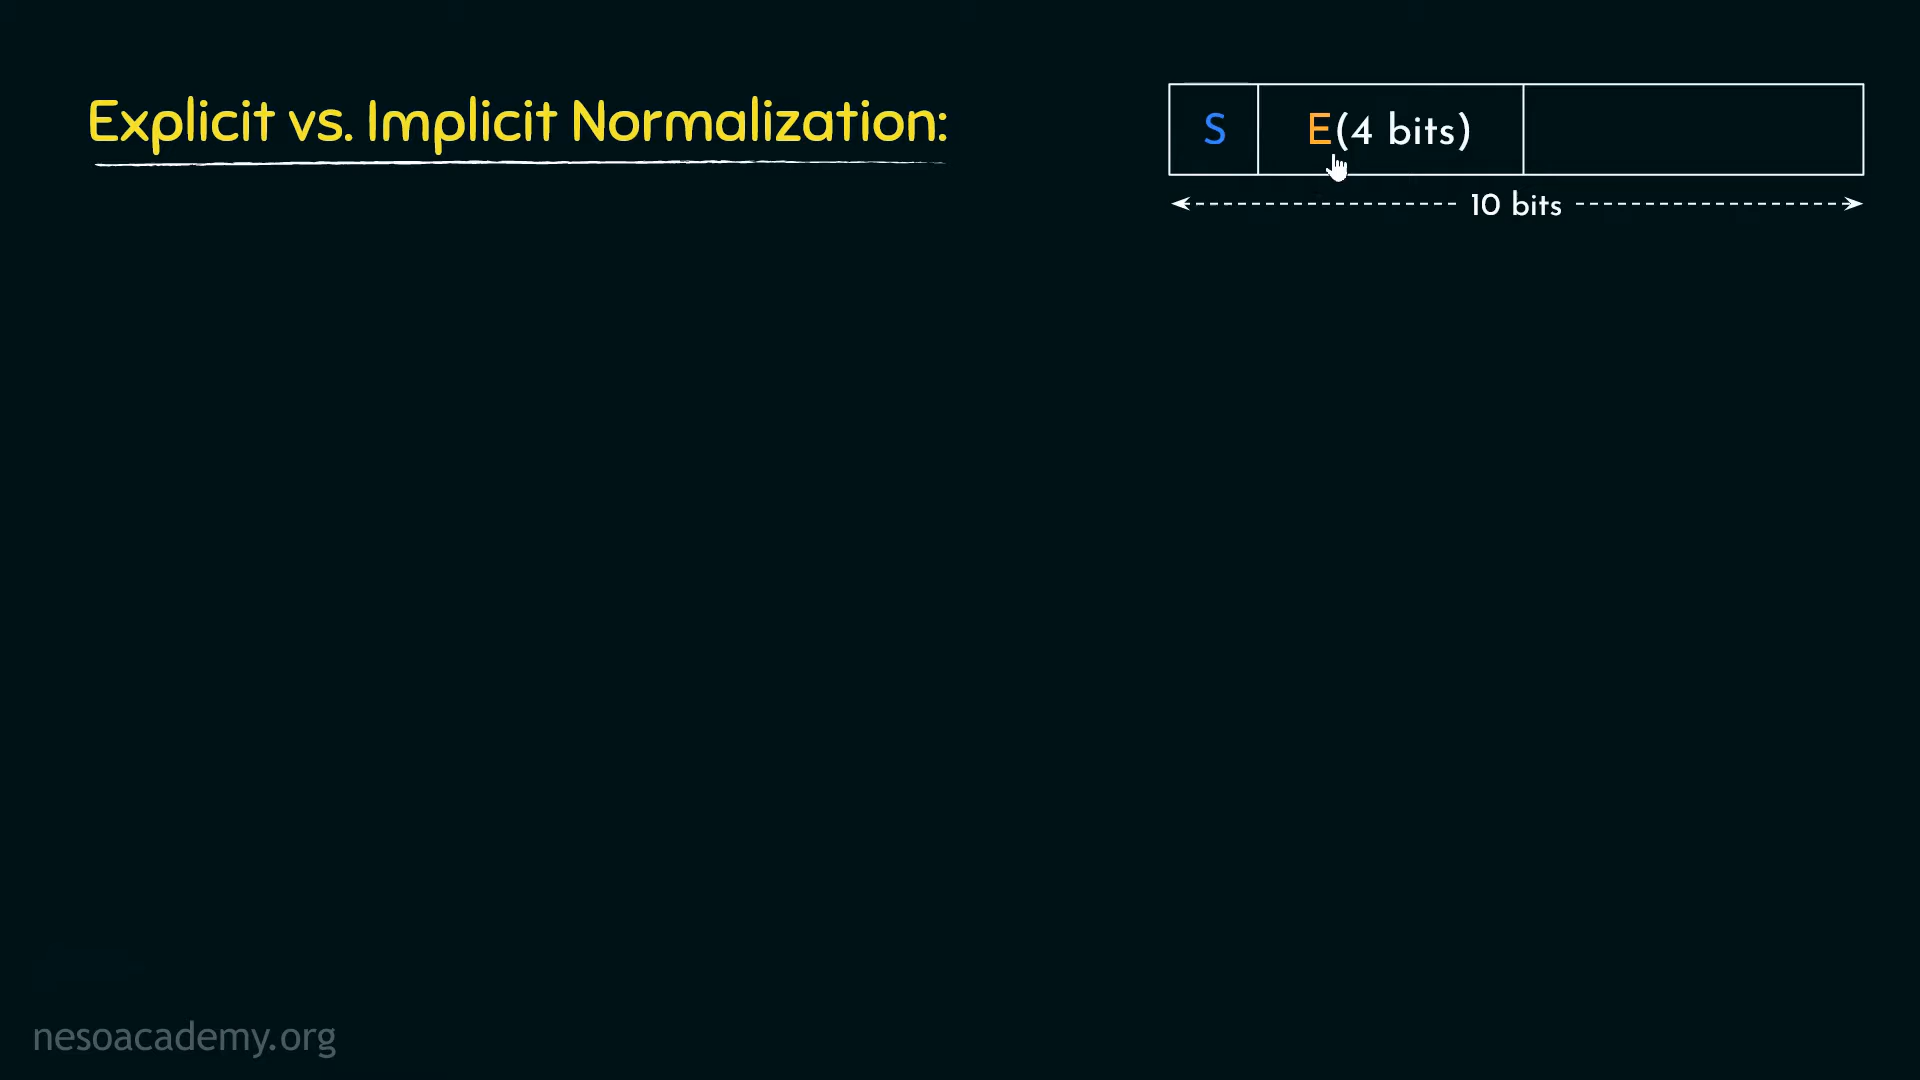 Explicit vs. Implicit Normalization:
S E(4 bits)
10 bits
nesoacademy.org